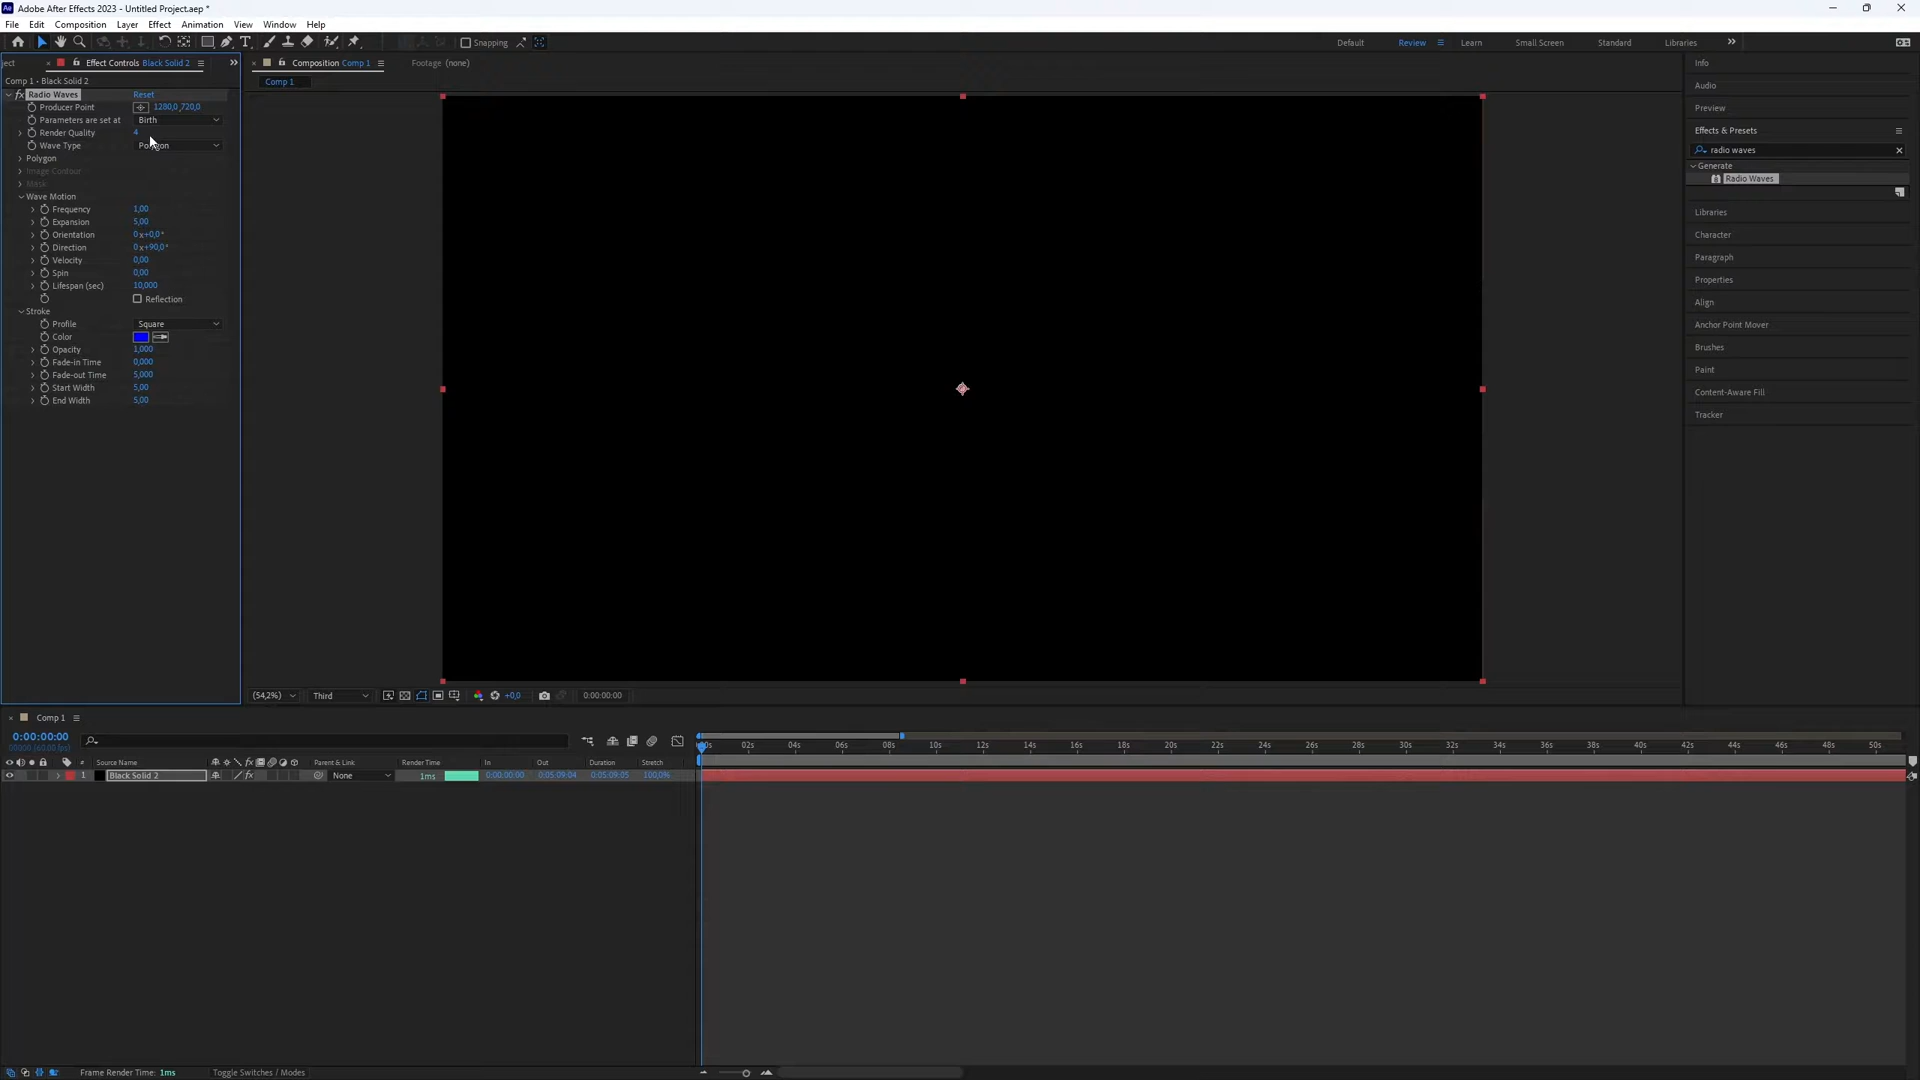 Adobe After Effects 2023 - Untitled Project.aep *
File Edit Composition Layer Effect Animation View Window Help
Snapping Default Review Learn Small Screen Standard Libraries
ject Effect Controls Black Solid 2 Composition Comp 1 Footage (none) Info
Comp 1 • Black Solid 2 Comp 1
Audio
fx Radio Waves Reset
Producer Point 1280,0,720,0
Preview
Parameters are set at Birth
Render Quality 4
Effects & Presets
Wave Type Polygon
radio waves
Polygon
Generate
Image Contour
Radio Waves
Mask
Wave Motion
Frequency 1,00
Libraries
Expansion 5,00
Orientation 0 x+0,0°
Character
Direction 0 x+90,0°
Paragraph
Velocity 0,00
Spin 0,00
Properties
Lifespan (sec) 10,000
Reflection
Align
Stroke
Profile Square
Anchor Point Mover
Color
Opacity 1,000
Brushes
Fade-in Time 0,000
Paint
Fade-out Time 5,000
Start Width 5,00
Content-Aware Fill
End Width 5,00
Tracker
(54,2%) Third +0,0 0:00:00:00
Comp 1
0:00:00:00
00000 (60.00 fps)
02s 04s 06s 08s 10s 12s 14s 16s 18s 20s 22s 24s 26s 28s 30s 32s 34s 36s 38s 40s 42s 44s 46s 48s 50s
# Source Name Parent & Link Render Time In Out Duration Stretch
1 Black Solid 2 fx None 1ms 0:00:00:00 0:05:09:04 0:05:09:05 100,0%
Frame Render Time: 1ms Toggle Switches / Modes